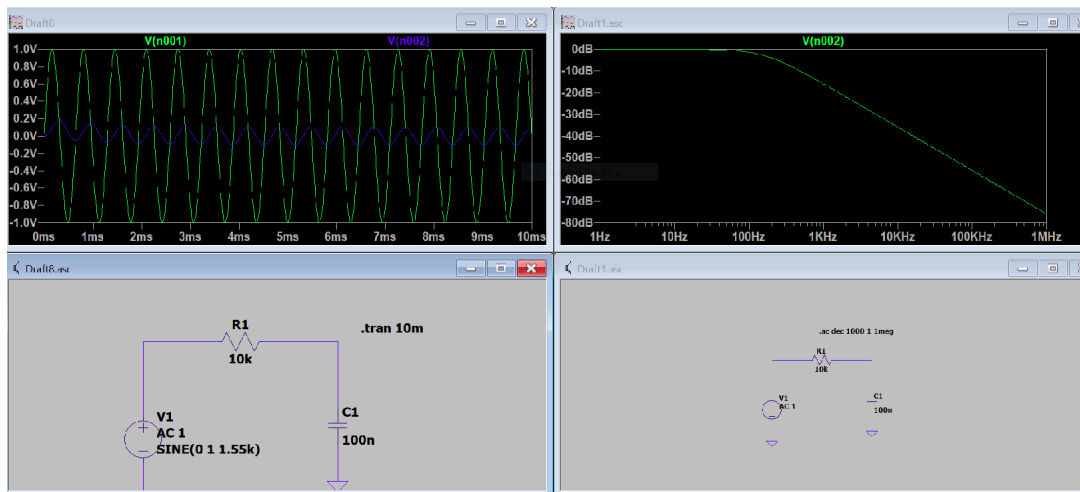 Draft8
V(n001) V(n002)
1.0V
0.8V
0.6V
0.4V
0.2V
0.0V
-0.2V
-0.4V
-0.6V
-0.8V
-1.0V
0ms 1ms 2ms 3ms 4ms 5ms 6ms 7ms 8ms 9ms 10ms
Draft1.asc
V(n002)
0dB
-10dB
-20dB
-30dB
-40dB
-50dB
-60dB
-70dB
-80dB
1Hz 10Hz 100Hz 1KHz 10KHz 100KHz 1MHz
Draft8.asc
R1
10k
.tran 10m
V1
AC 1
SINE(0 1 1.55k)
C1
100n
Draft1.asc
.ac dec 1000 1 1meg
R1
10k
V1
AC 1
C1
100n